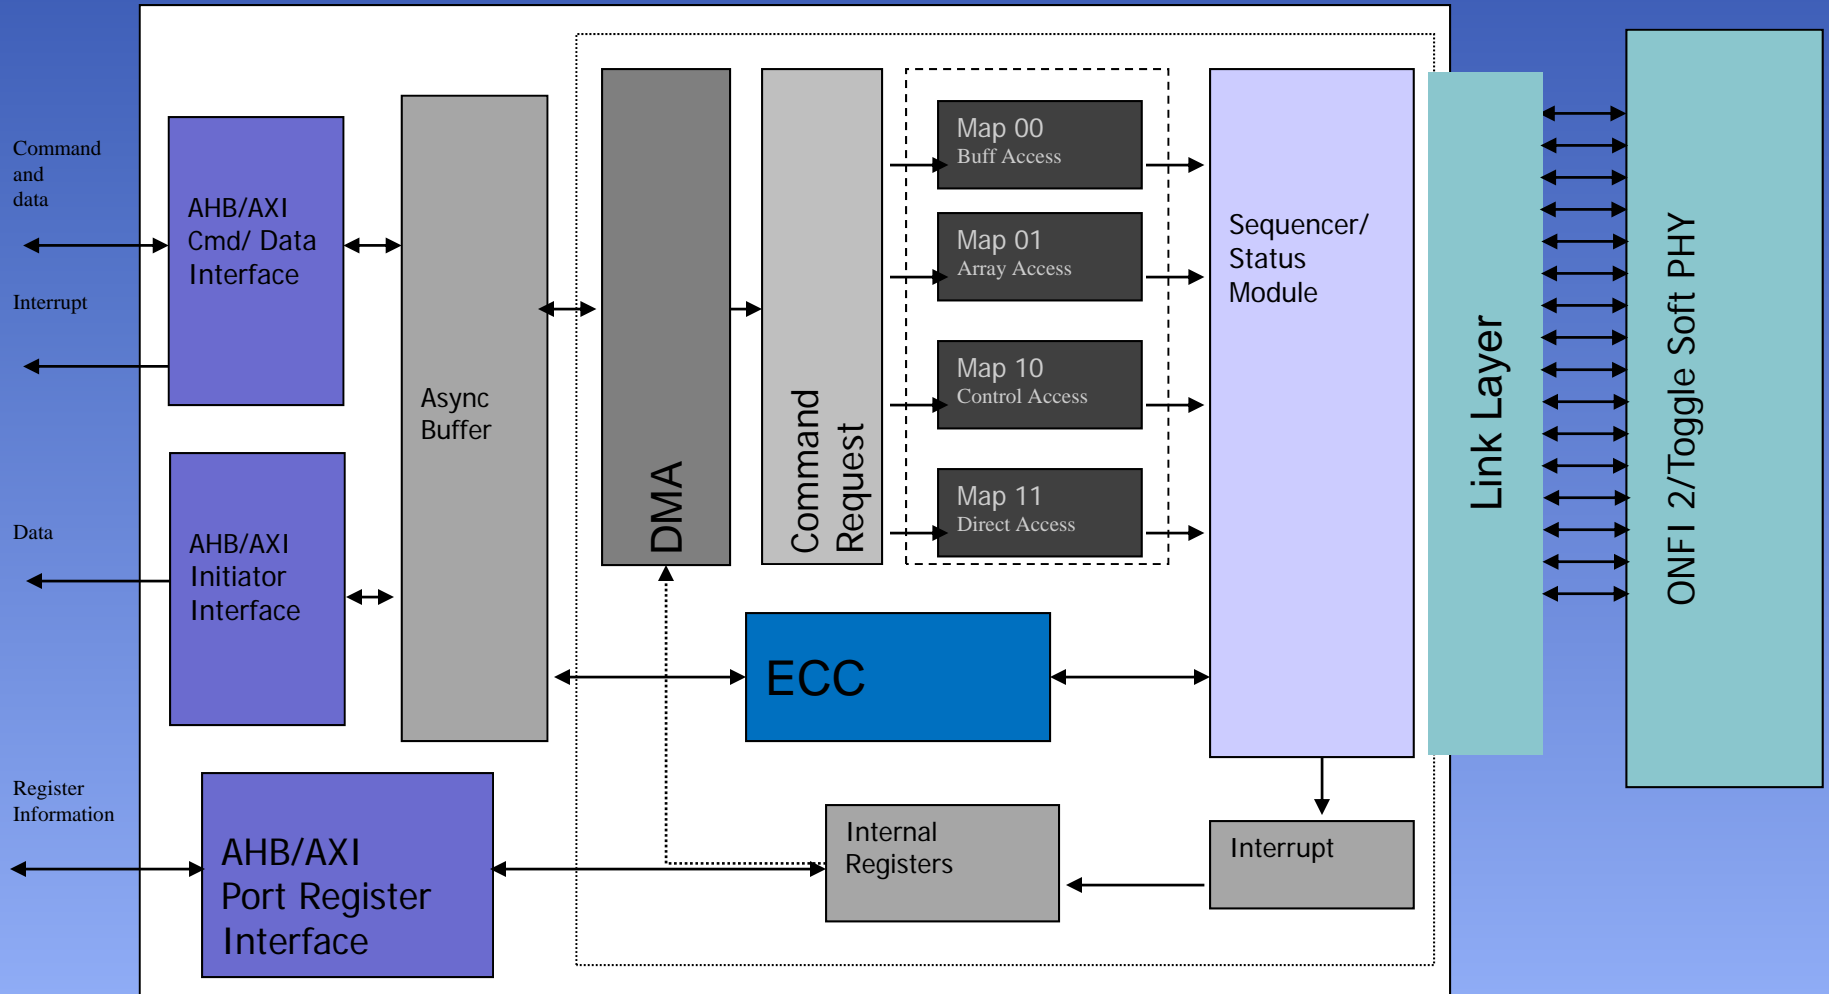 Command
and
data
Interrupt
Data
Register
Information
AHB/AXI
Cmd/ Data
Interface
AHB/AXI
Initiator
Interface
AHB/AXI
Port Register
Interface
Async
Buffer
DMA
Command
Request
Map 00
Buff Access
Map 01
Array Access
Map 10
Control Access
Map 11
Direct Access
ECC
Internal
Registers
Sequencer/
Status
Module
Interrupt
Link Layer
ONFI 2/Toggle Soft PHY